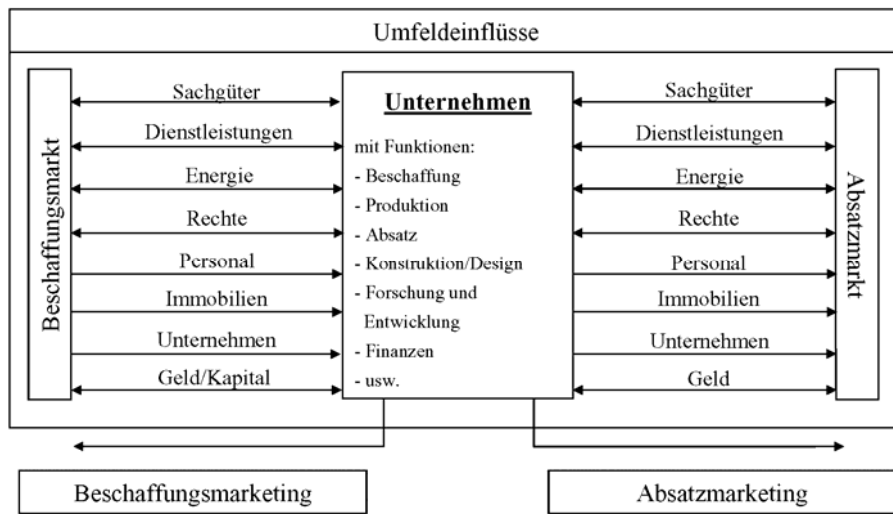 Umfeldeinflüsse
Beschaffungsmarkt
Sachgüter
Dienstleistungen
Energie
Rechte
Personal
Immobilien
Unternehmen
Geld/Kapital
Unternehmen
mit Funktionen:
- Beschaffung
- Produktion
- Absatz
- Konstruktion/Design
- Forschung und
Entwicklung
- Finanzen
- usw.
Sachgüter
Dienstleistungen
Energie
Rechte
Personal
Immobilien
Unternehmen
Geld
Absatzmarkt
Beschaffungsmarketing
Absatzmarketing